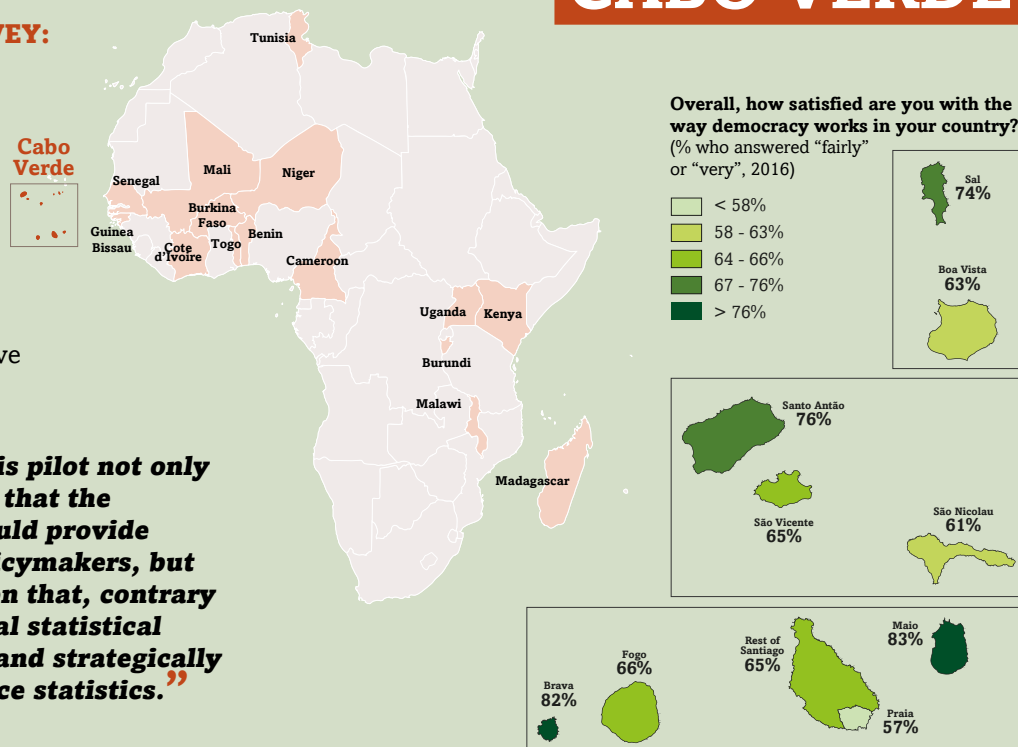 CABO VERDE
Tunisia
Cabo
Verde
Mali
Niger
Senegal
Burkina
Faso
Guinea
Bissau
Cote
d’Ivoire
Togo
Benin
Cameroon
Uganda
Kenya
Burundi
Malawi
Madagascar
ve
is pilot not only
that the
uld provide
icymakers, but
on that, contrary
al statistical
and strategically
ce statistics.”
Overall, how satisfied are you with the
way democracy works in your country?
(% who answered “fairly”
or “very”, 2016)
< 58%
58 - 63%
64 - 66%
67 - 76%
> 76%
Sal
74%
Boa Vista
63%
Santo Antão
76%
São Vicente
65%
São Nicolau
61%
Brava
82%
Fogo
66%
Rest of
Santiago
65%
Maio
83%
Praia
57%